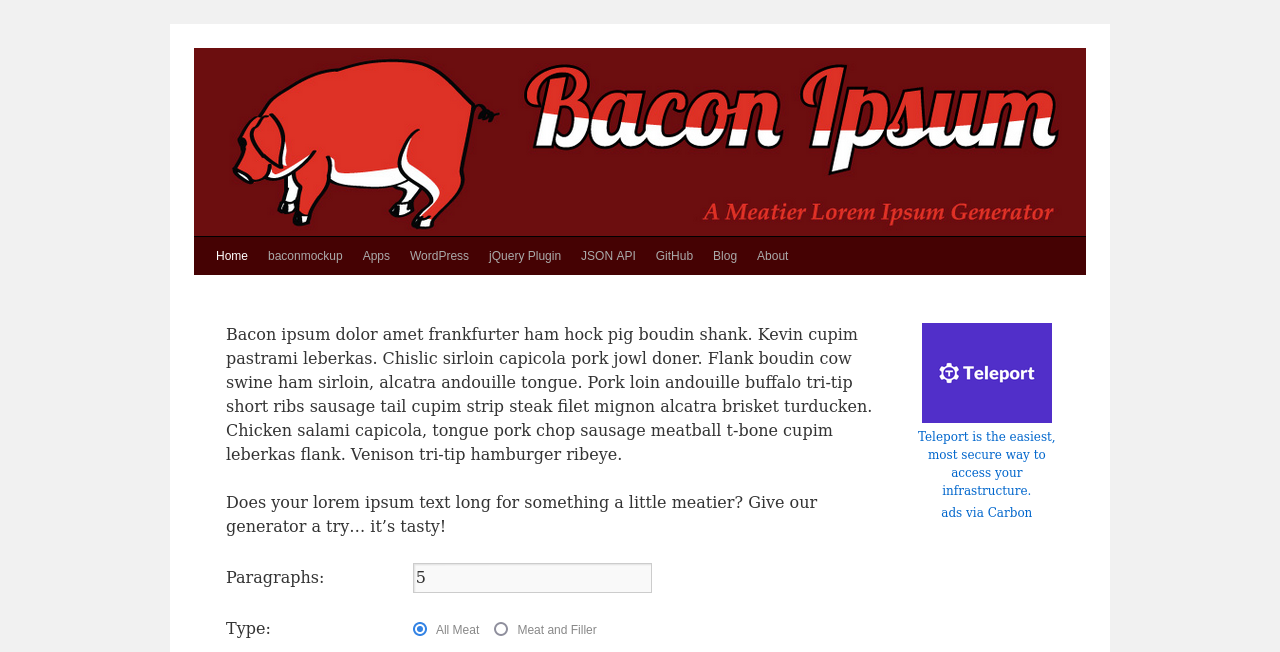 Bacon Ipsum
A Meatier Lorem Ipsum Generator
Home baconmockup Apps WordPress jQuery Plugin JSON API GitHub Blog About
Bacon ipsum dolor amet frankfurter ham hock pig boudin shank. Kevin cupim
pastrami leberkas. Chislic sirloin capicola pork jowl doner. Flank boudin cow
swine ham sirloin, alcatra andouille tongue. Pork loin andouille buffalo tri-tip
short ribs sausage tail cupim strip steak filet mignon alcatra brisket turducken.
Chicken salami capicola, tongue pork chop sausage meatball t-bone cupim
leberkas flank. Venison tri-tip hamburger ribeye.
Does your lorem ipsum text long for something a little meatier? Give our
generator a try… it’s tasty!
Paragraphs: 5
Type: All Meat Meat and Filler
Teleport
Teleport is the easiest,
most secure way to
access your
infrastructure.
ads via Carbon